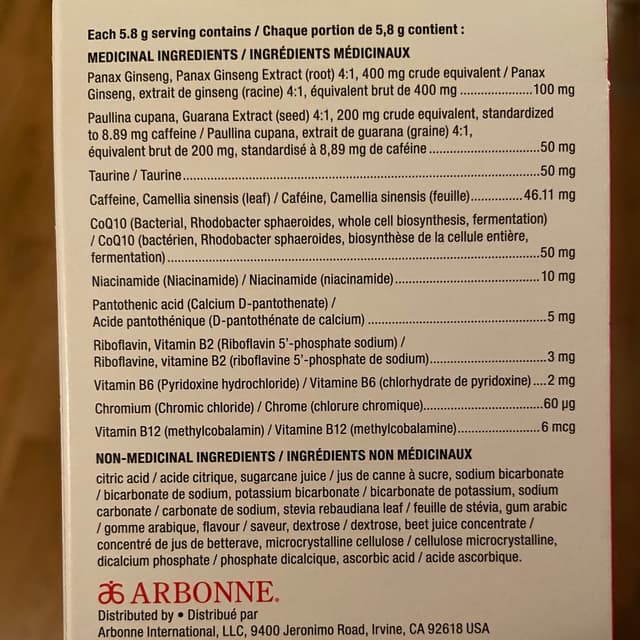 Each 5.8 g serving contains / Chaque portion de 5,8 g contient :
MEDICINAL INGREDIENTS / INGRÉDIENTS MÉDICINAUX
Panax Ginseng, Panax Ginseng Extract (root) 4:1, 400 mg crude equivalent / Panax
Ginseng, extrait de ginseng (racine) 4:1, équivalent brut de 400 mg ....................100 mg
Paullina cupana, Guarana Extract (seed) 4:1, 200 mg crude equivalent, standardized
to 8.89 mg caffeine / Paullina cupana, extrait de guarana (graine) 4:1,
équivalent brut de 200 mg, standardisé à 8,89 mg de caféine ..............................50 mg
Taurine / Taurine.....................................................................................................50 mg
Caffeine, Camellia sinensis (leaf) / Caféine, Camellia sinensis (feuille)..............46.11 mg
CoQ10 (Bacterial, Rhodobacter sphaeroides, whole cell biosynthesis, fermentation)
/ CoQ10 (bactérien, Rhodobacter sphaeroides, biosynthèse de la cellule entière,
fermentation).........................................................................................................50 mg
Niacinamide (Niacinamide) / Niacinamide (niacinamide)........................................10 mg
Pantothenic acid (Calcium D-pantothenate) /
Acide pantothénique (D-pantothénate de calcium) ..................................................5 mg
Riboflavin, Vitamin B2 (Riboflavin 5'-phosphate sodium) /
Riboflavine, vitamine B2 (riboflavine 5'-phosphate de sodium)................................3 mg
Vitamin B6 (Pyridoxine hydrochloride) / Vitamine B6 (chlorhydrate de pyridoxine)....2 mg
Chromium (Chromic chloride) / Chrome (chlorure chromique).................................60 µg
Vitamin B12 (methylcobalamin) / Vitamine B12 (methylcobalamine).......................6 mcg
NON-MEDICINAL INGREDIENTS / INGRÉDIENTS NON MÉDICINAUX
citric acid / acide citrique, sugarcane juice / jus de canne à sucre, sodium bicarbonate
/ bicarbonate de sodium, potassium bicarbonate / bicarbonate de potassium, sodium
carbonate / carbonate de sodium, stevia rebaudiana leaf / feuille de stévia, gum arabic
/ gomme arabique, flavour / saveur, dextrose / dextrose, beet juice concentrate /
concentré de jus de betterave, microcrystalline cellulose / cellulose microcrystalline,
dicalcium phosphate / phosphate dicalcique, ascorbic acid / acide ascorbique.
ARBONNE®
Distributed by • Distribué par
Arbonne International, LLC, 9400 Jeronimo Road, Irvine, CA 92618 USA